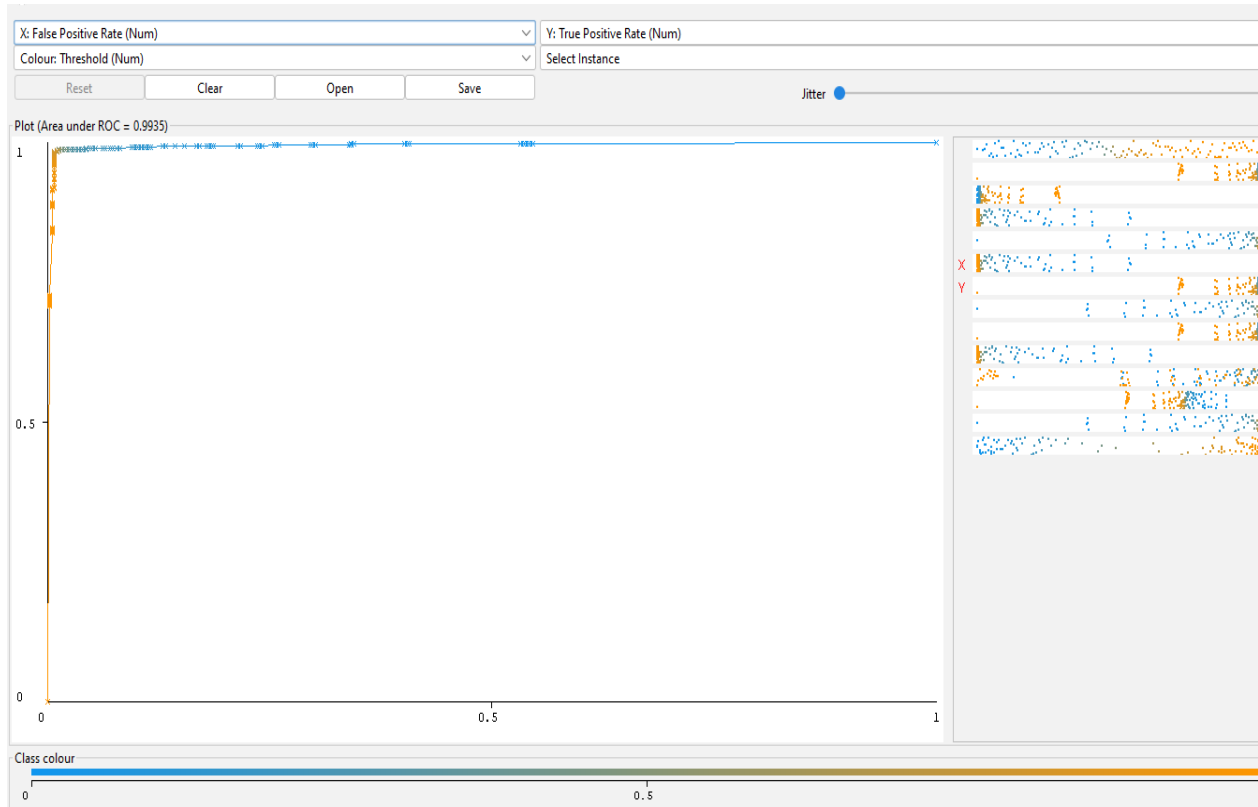 X: False Positive Rate (Num)
Y: True Positive Rate (Num)
Colour: Threshold (Num)
Select Instance
Reset
Clear
Open
Save
Jitter
Plot (Area under ROC = 0.9935)
1
0.5
0
0
0.5
1
X
Y
Class colour
0
0.5